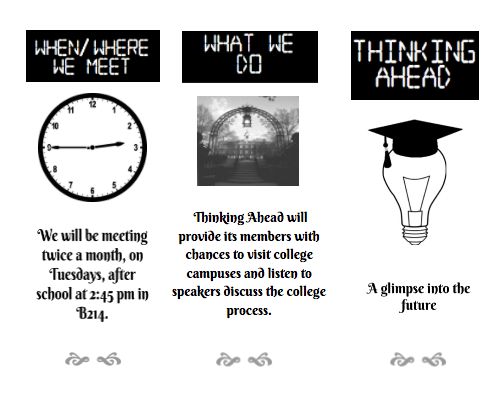 WHEN/WHERE
WE MEET
12
1
2
3
4
5
6
7
8
9
10
11
We will be meeting
twice a month, on
Tuesdays, after
school at 2:45 pm in
B214.
WHAT WE
DO
Thinking Ahead will
provide its members with
chances to visit college
campuses and listen to
speakers discuss the college
process.
THINKING
AHEAD
A glimpse into the
future